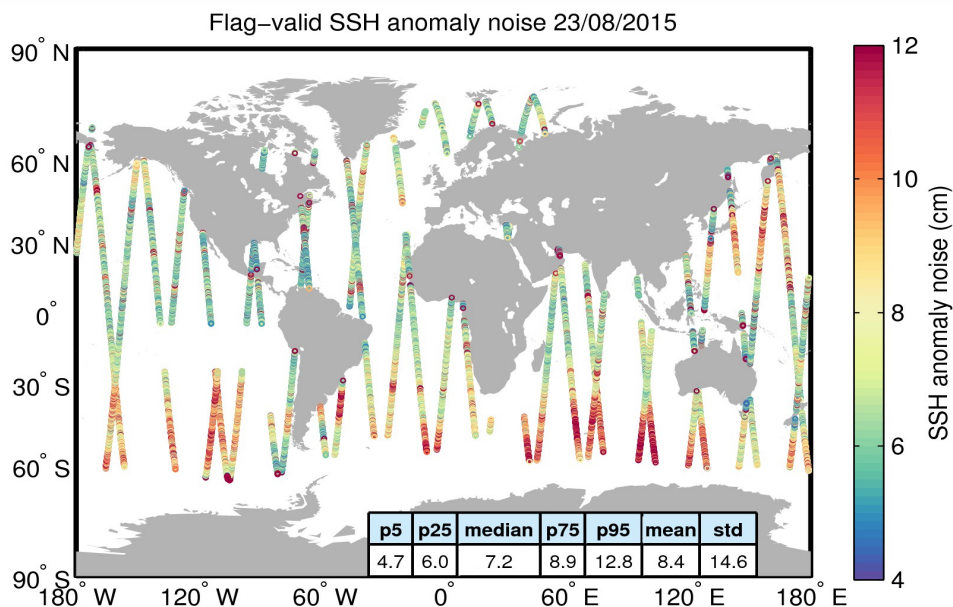 Flag−valid SSH anomaly noise 23/08/2015
90° N
60° N
30° N
0°
30° S
60° S
90° S
180° W
120° W
60° W
0°
60° E
120° E
180° E
p5 p25 median p75 p95 mean std
4.7 6.0 7.2 8.9 12.8 8.4 14.6
12
10
8
6
4
SSH anomaly noise (cm)